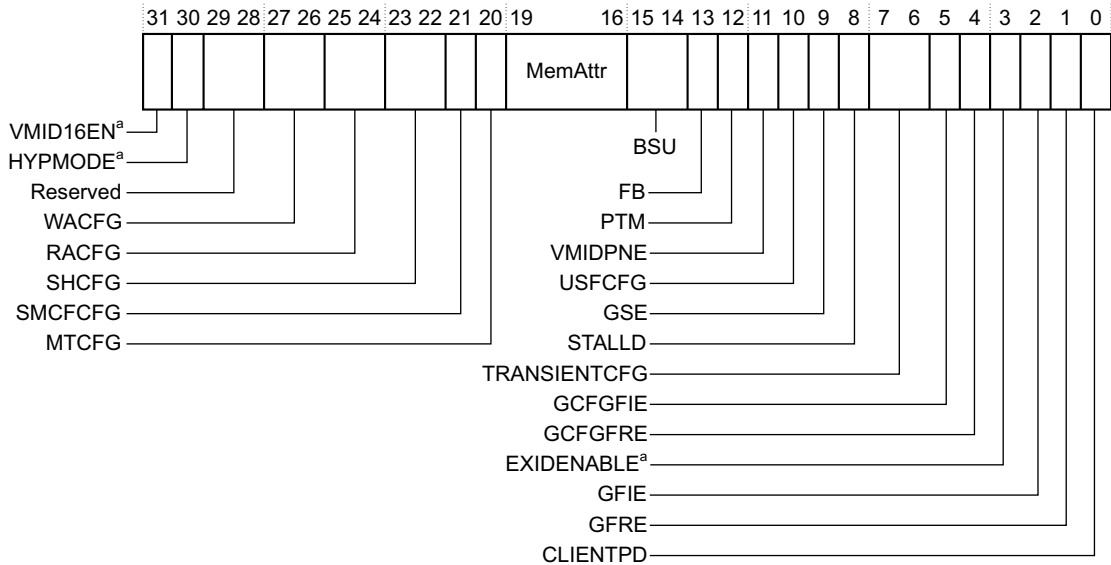 31 30 29 28 27 26 25 24 23 22 21 20 19 16 15 14 13 12 11 10 9 8 7 6 5 4 3 2 1 0
MemAttr
VMID16ENa
HYPMODEa
Reserved
WACFG
RACFG
SHCFG
SMCFCFG
MTCFG
BSU
FB
PTM
VMIDPNE
USFCFG
GSE
STALLD
TRANSIENTCFG
GCFGFIE
GCFGFRE
EXIDENABLEa
GFIE
GFRE
CLIENTPD